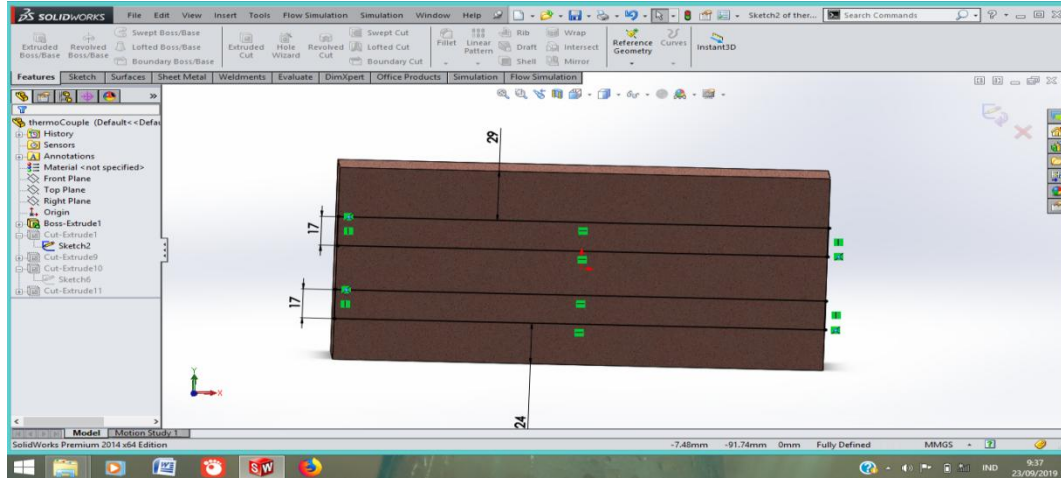 SOLIDWORKS File Edit View Insert Tools Flow Simulation Simulation Window Help Sketch2 of ther... Search Commands
Extruded Boss/Base
Revolved Boss/Base
Swept Boss/Base
Lofted Boss/Base
Boundary Boss/Base
Extruded Cut
Hole Wizard
Revolved Cut
Swept Cut
Lofted Cut
Boundary Cut
Fillet
Linear Pattern
Rib
Draft
Shell
Wrap
Intersect
Mirror
Reference Geometry
Curves
Instant3D
Features Sketch Surfaces Sheet Metal Weldments Evaluate DimXpert Office Products Simulation Flow Simulation
thermoCouple (Default<<Defau
History
Sensors
Annotations
Material <not specified>
Front Plane
Top Plane
Right Plane
Origin
Boss-Extrude1
Cut-Extrude1
Sketch2
Cut-Extrude9
Cut-Extrude10
Sketch6
Cut-Extrude11
29
17
17
24
Y
X
Model Motion Study 1
SolidWorks Premium 2014 x64 Edition -7.48mm -91.74mm 0mm Fully Defined MMGS
IND 9:37
23/09/2019